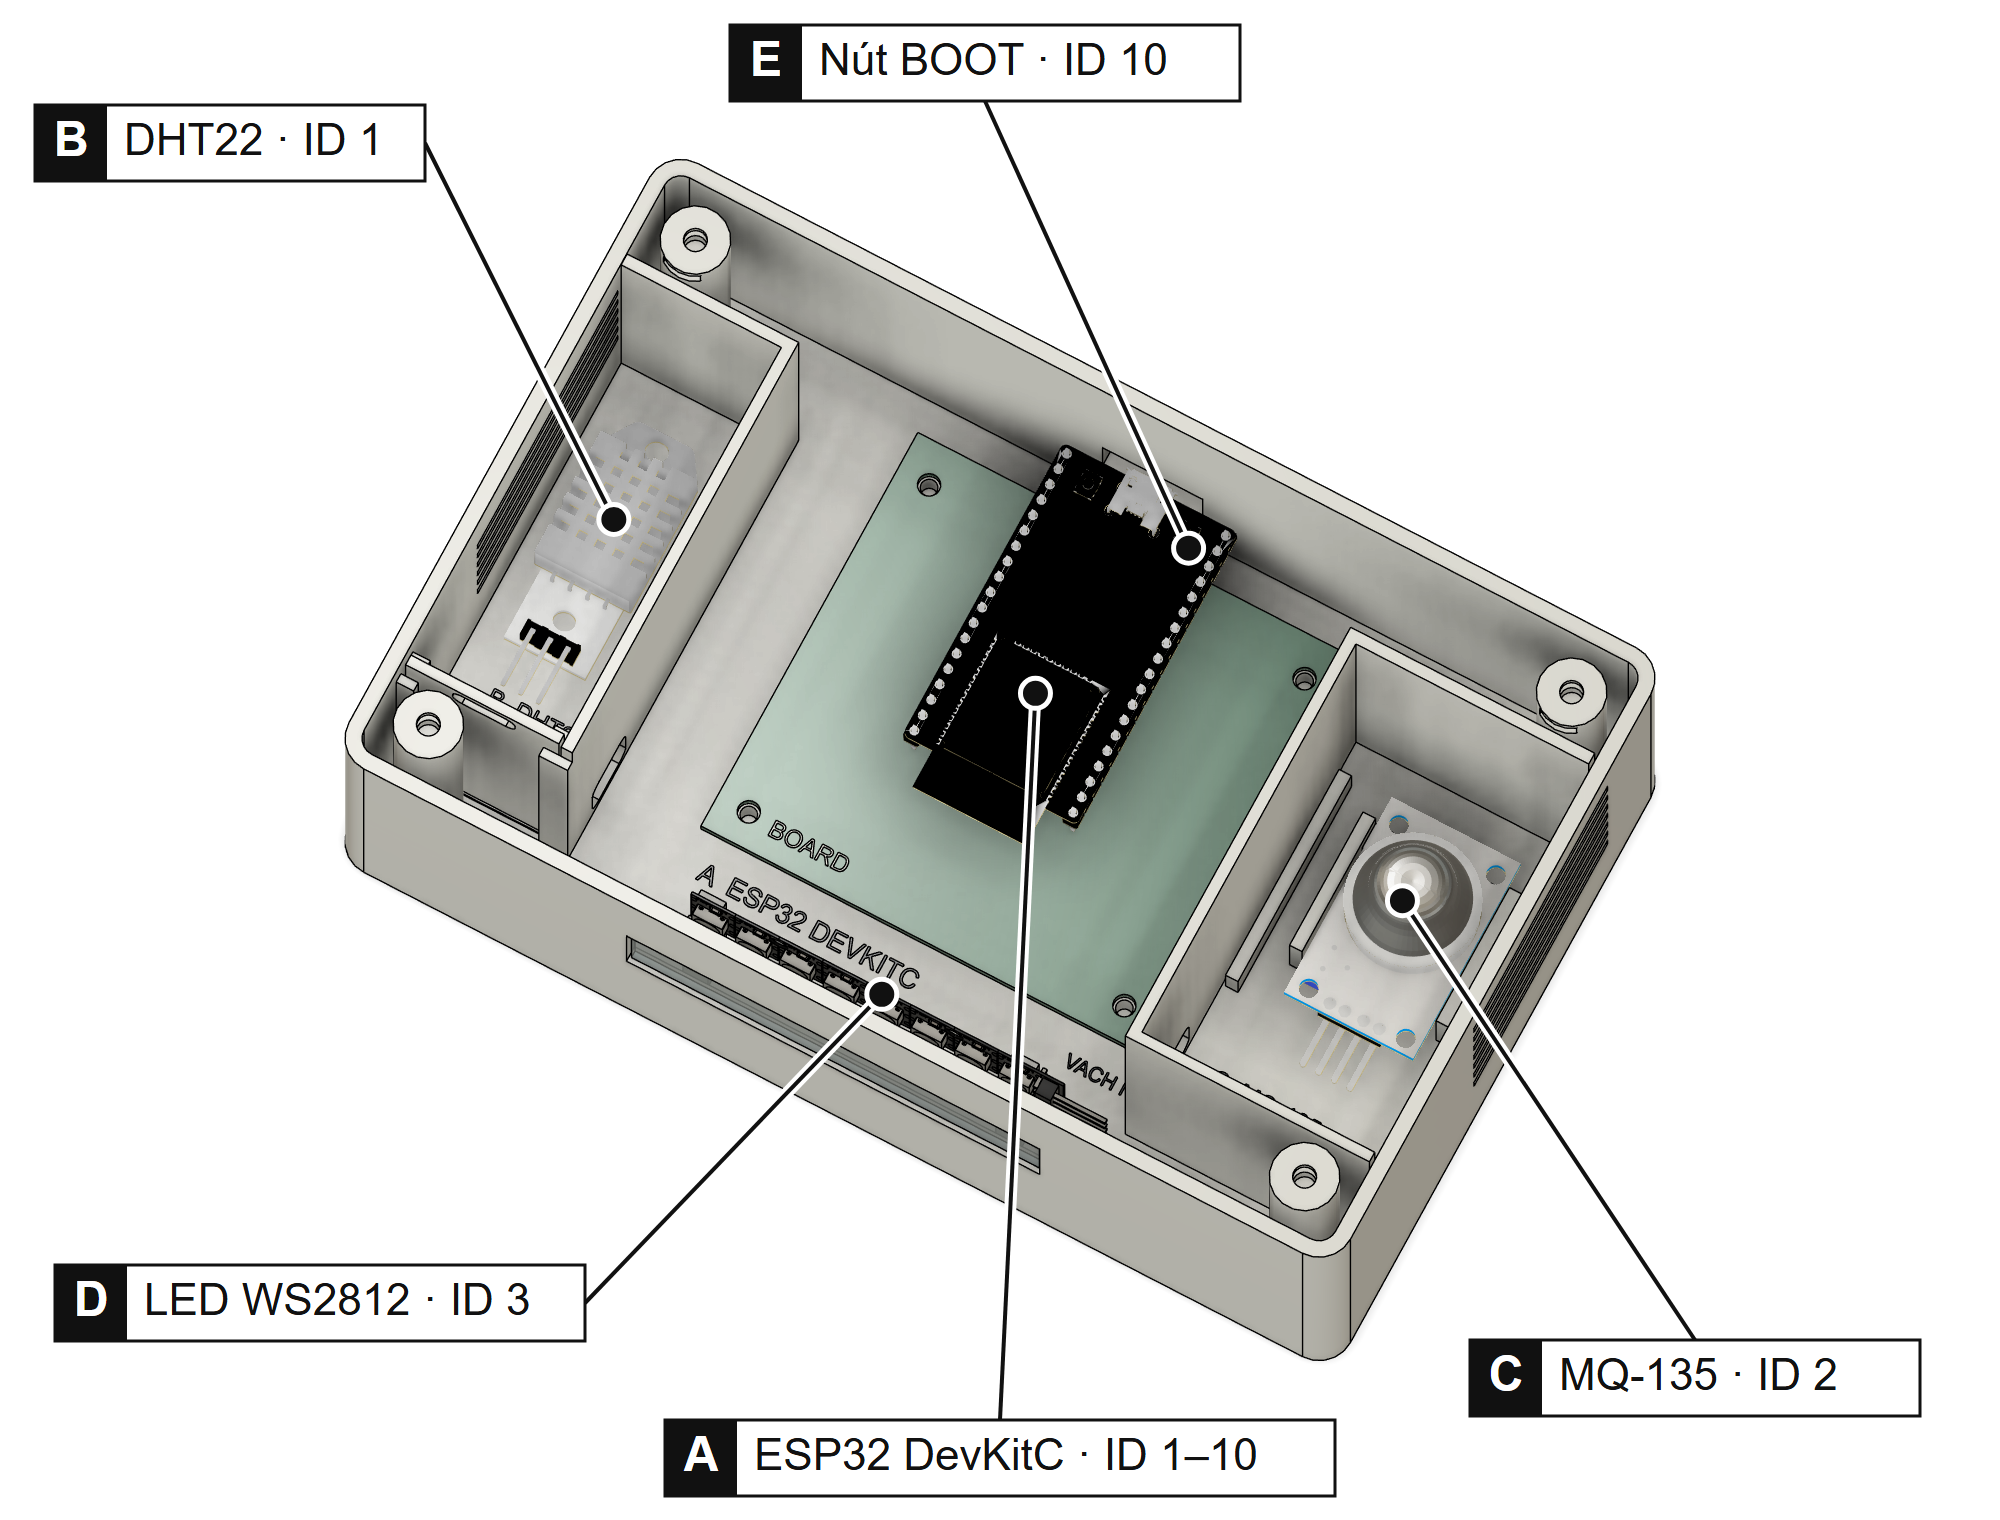 E Nút BOOT · ID 10
B DHT22 · ID 1
BOARD
A ESP32 DEVKITC
VACH
D LED WS2812 · ID 3
C MQ-135 · ID 2
A ESP32 DevKitC · ID 1–10